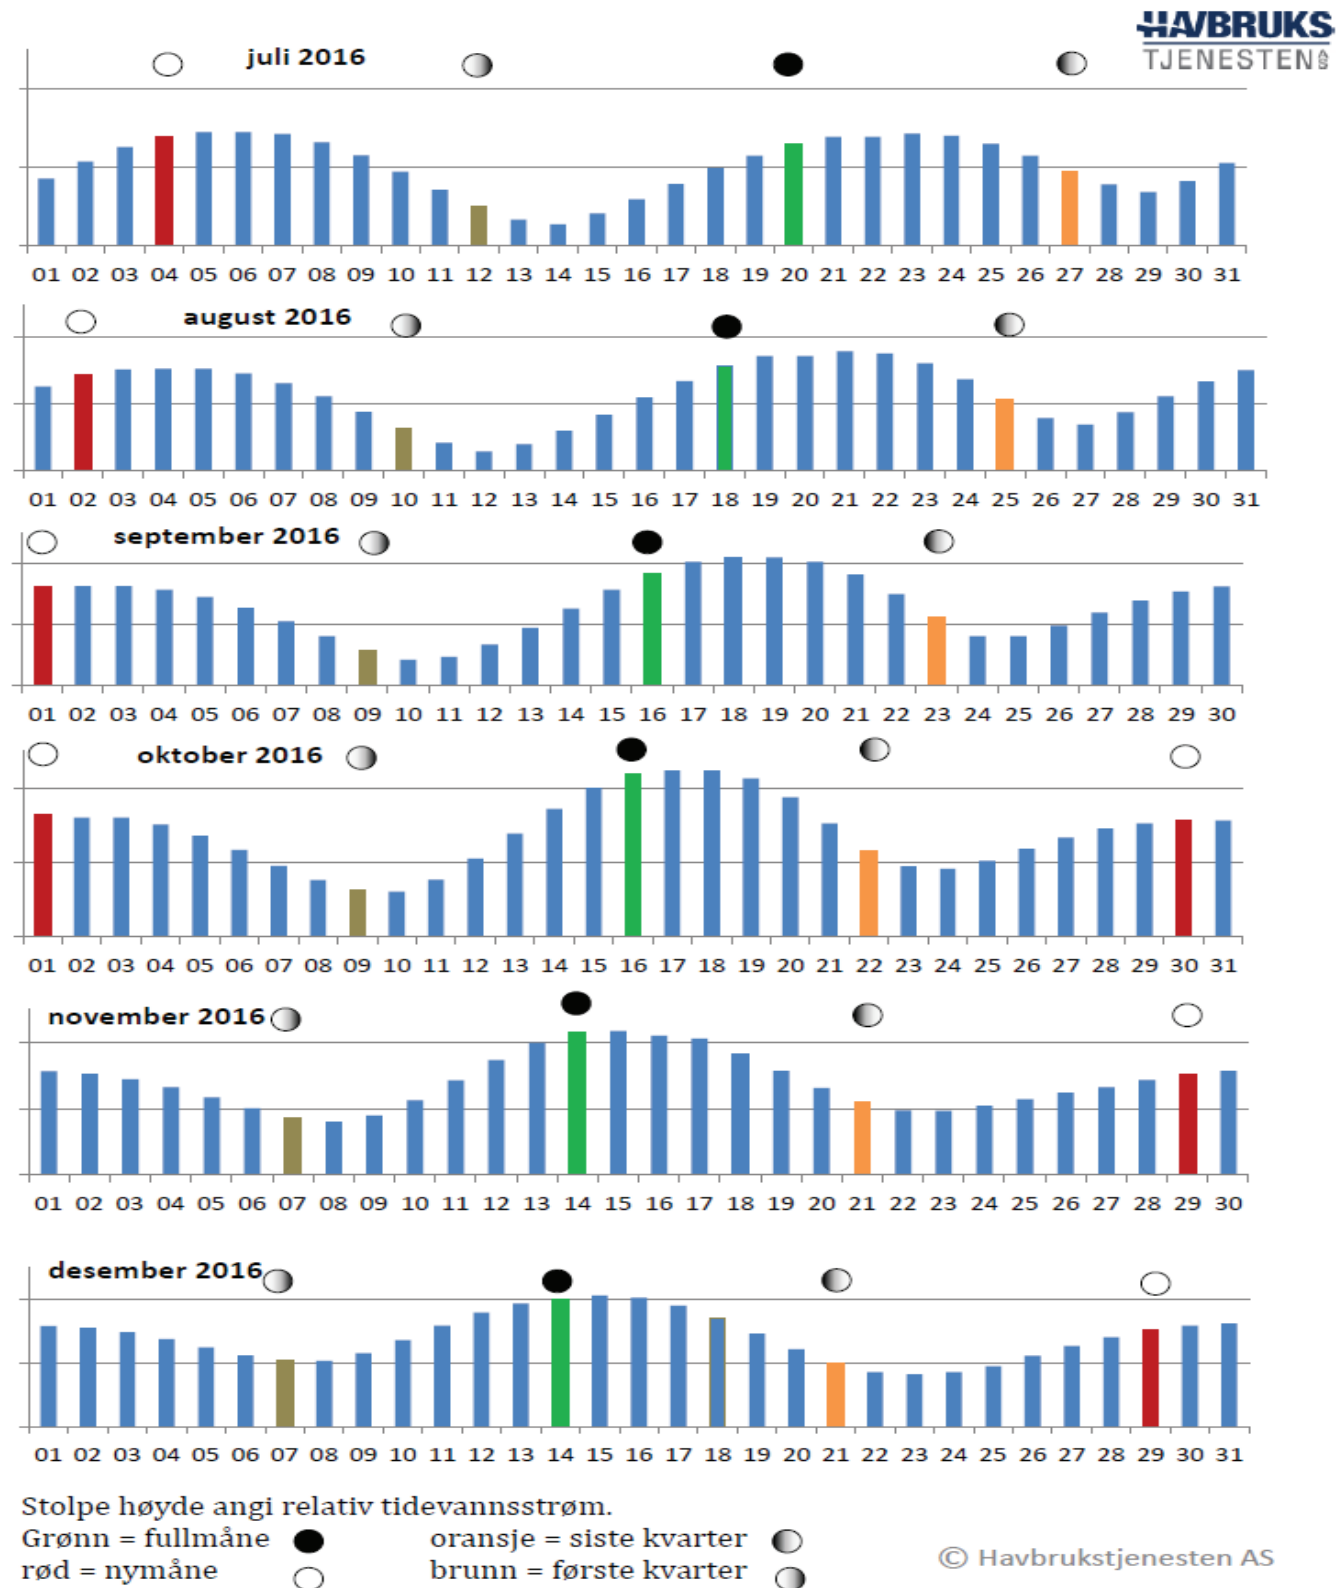 HAVBRUKS
TJENESTEN AS
juli 2016
01 02 03 04 05 06 07 08 09 10 11 12 13 14 15 16 17 18 19 20 21 22 23 24 25 26 27 28 29 30 31
august 2016
01 02 03 04 05 06 07 08 09 10 11 12 13 14 15 16 17 18 19 20 21 22 23 24 25 26 27 28 29 30 31
september 2016
01 02 03 04 05 06 07 08 09 10 11 12 13 14 15 16 17 18 19 20 21 22 23 24 25 26 27 28 29 30
oktober 2016
01 02 03 04 05 06 07 08 09 10 11 12 13 14 15 16 17 18 19 20 21 22 23 24 25 26 27 28 29 30 31
november 2016
01 02 03 04 05 06 07 08 09 10 11 12 13 14 15 16 17 18 19 20 21 22 23 24 25 26 27 28 29 30
desember 2016
01 02 03 04 05 06 07 08 09 10 11 12 13 14 15 16 17 18 19 20 21 22 23 24 25 26 27 28 29 30 31
Stolpe høyde angi relativ tidevannsstrøm.
Grønn = fullmåne oransje = siste kvarter
rød = nymåne brunn = første kvarter
© Havbrukstjenesten AS